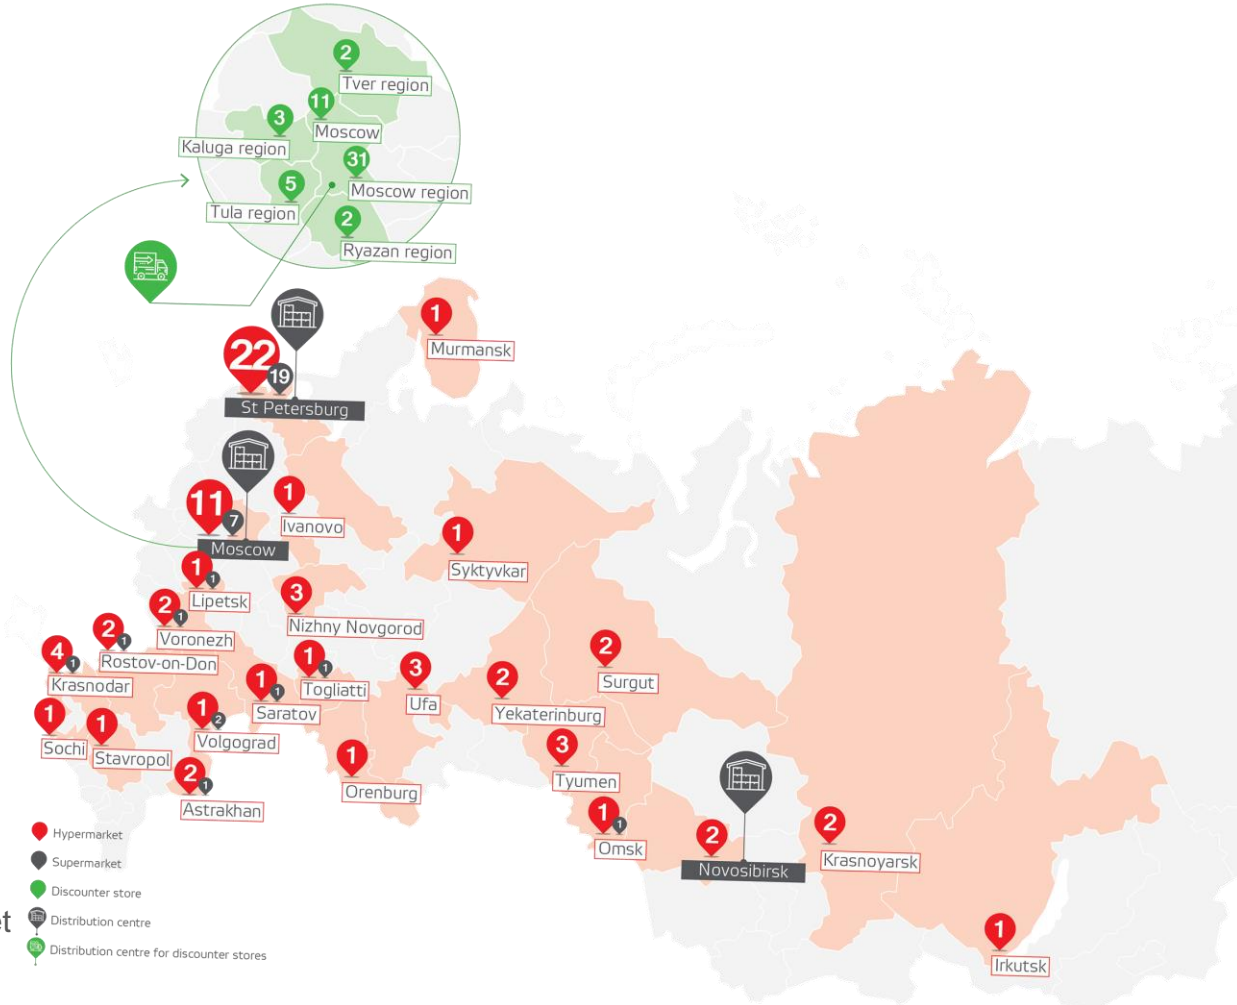 2
Tver region
11
Moscow
3
Kaluga region
31
Moscow region
5
Tula region
2
Ryazan region
1
Murmansk
22
19
St Petersburg
11
7
Moscow
1
Ivanovo
1
Syktyvkar
1
1
Lipetsk
3
Nizhny Novgorod
2
1
Voronezh
2
1
Rostov-on-Don
4
1
Krasnodar
1
1
Togliatti
1
1
Saratov
3
Ufa
2
Yekaterinburg
2
Surgut
1
Sochi
1
Stavropol
1
2
Volgograd
2
1
Astrakhan
1
Orenburg
3
Tyumen
1
1
Omsk
2
Novosibirsk
2
Krasnoyarsk
1
Irkutsk
Hypermarket
Supermarket
Discounter store
Distribution centre
Distribution centre for discounter stores